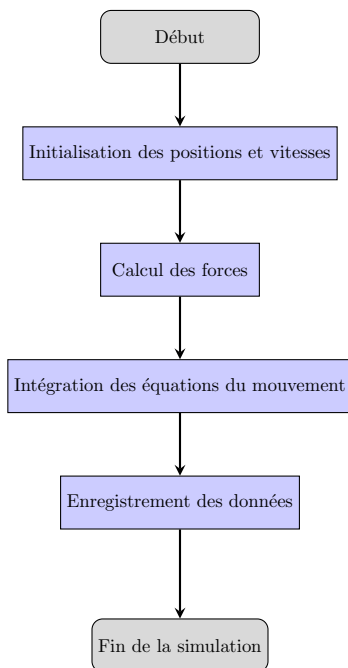 Début
Initialisation des positions et vitesses
Calcul des forces
Intégration des équations du mouvement
Enregistrement des données
Fin de la simulation